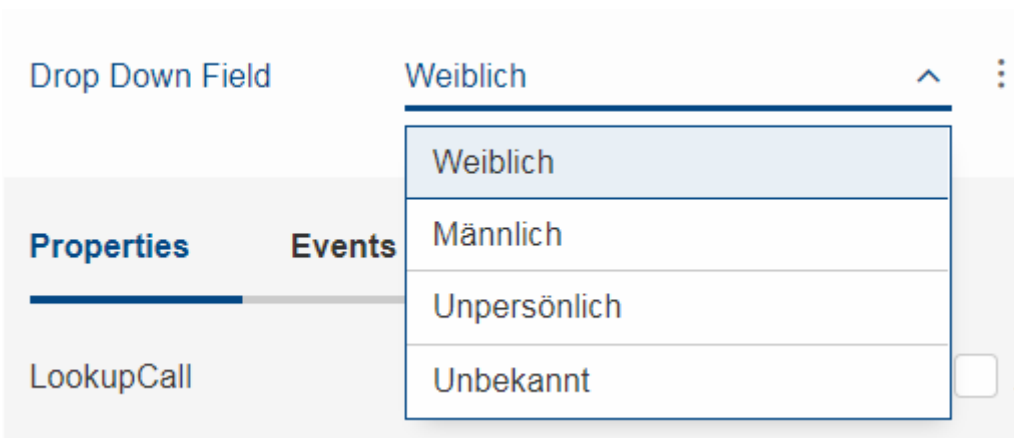 Drop Down Field Weiblich
Weiblich
Männlich
Properties Events
Unpersönlich
LookupCall
Unbekannt